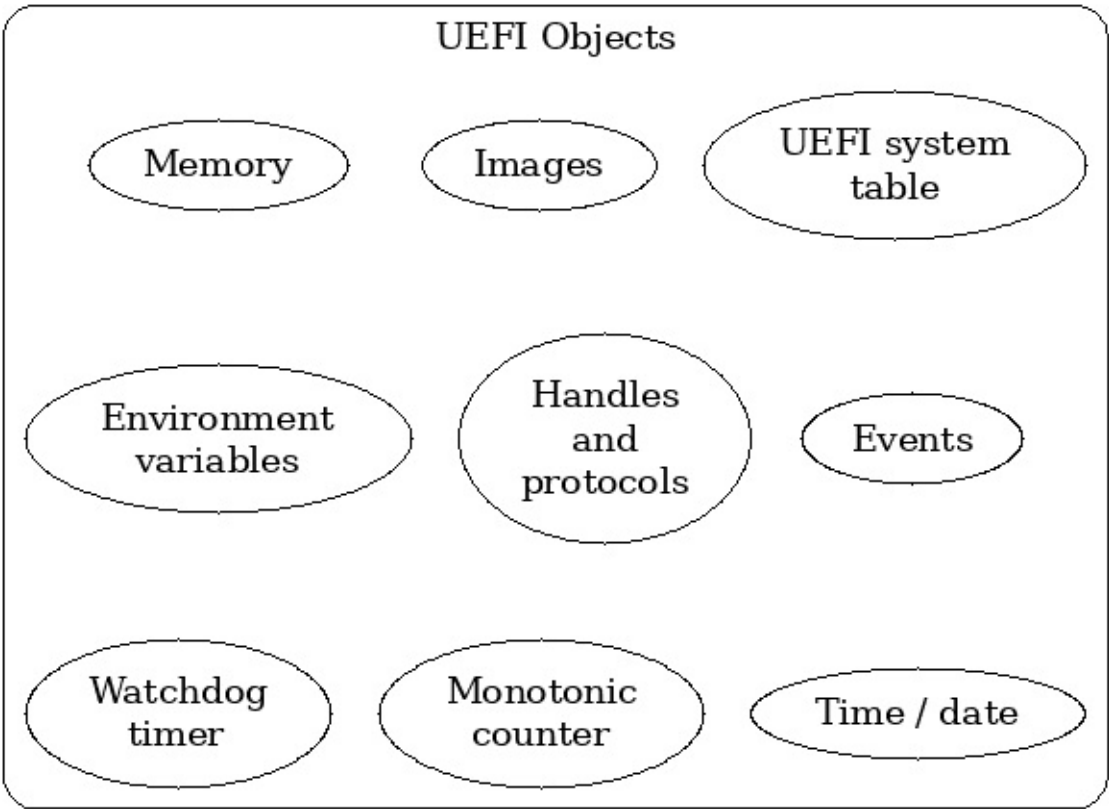 UEFI Objects
Memory
Images
UEFI system
table
Environment
variables
Handles
and
protocols
Events
Watchdog
timer
Monotonic
counter
Time / date